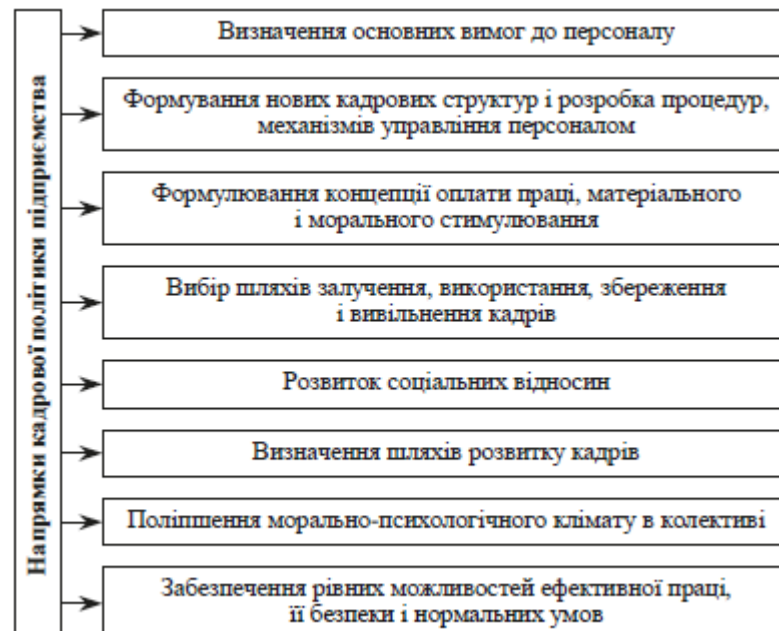 Напрямки кадрової політики підприємства
Визначення основних вимог до персоналу
Формування нових кадрових структур і розробка процедур,
механізмів управління персоналом
Формулювання концепції оплати праці, матеріального
і морального стимулювання
Вибір шляхів залучення, використання, збереження
і вивільнення кадрів
Розвиток соціальних відносин
Визначення шляхів розвитку кадрів
Поліпшення морально-психологічного клімату в колективі
Забезпечення рівних можливостей ефективної праці,
її безпеки і нормальних умов